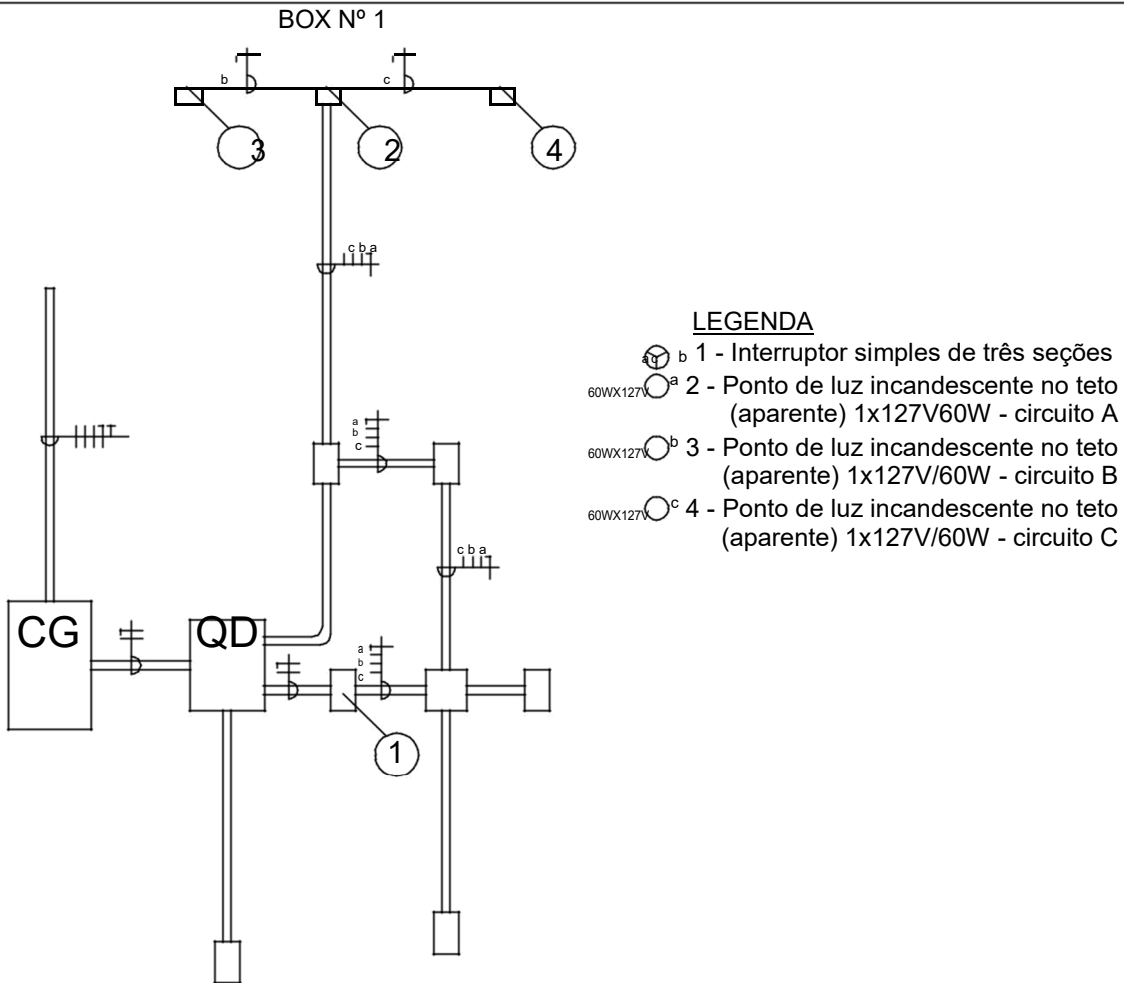 BOX Nº 1
b
c
3
2
4
c b a
LEGENDA
b 1 - Interruptor simples de três seções
60WX127V a 2 - Ponto de luz incandescente no teto
(aparente) 1x127V60W - circuito A
60WX127V b 3 - Ponto de luz incandescente no teto
(aparente) 1x127V/60W - circuito B
60WX127V c 4 - Ponto de luz incandescente no teto
(aparente) 1x127V/60W - circuito C
a
b
c
c b a
CG
QD
a
b
c
1